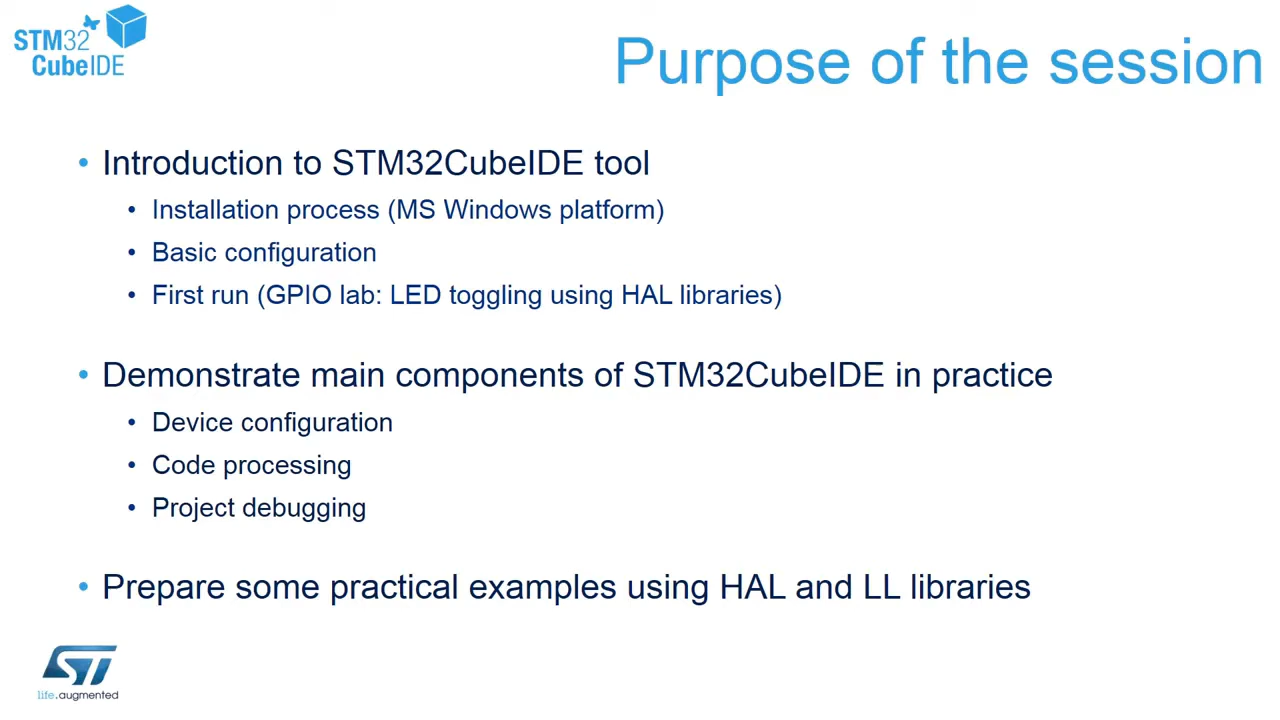 STM32
CubeIDE
Purpose of the session
• Introduction to STM32CubeIDE tool
• Installation process (MS Windows platform)
• Basic configuration
• First run (GPIO lab: LED toggling using HAL libraries)
• Demonstrate main components of STM32CubeIDE in practice
• Device configuration
• Code processing
• Project debugging
• Prepare some practical examples using HAL and LL libraries
ST
life.augmented